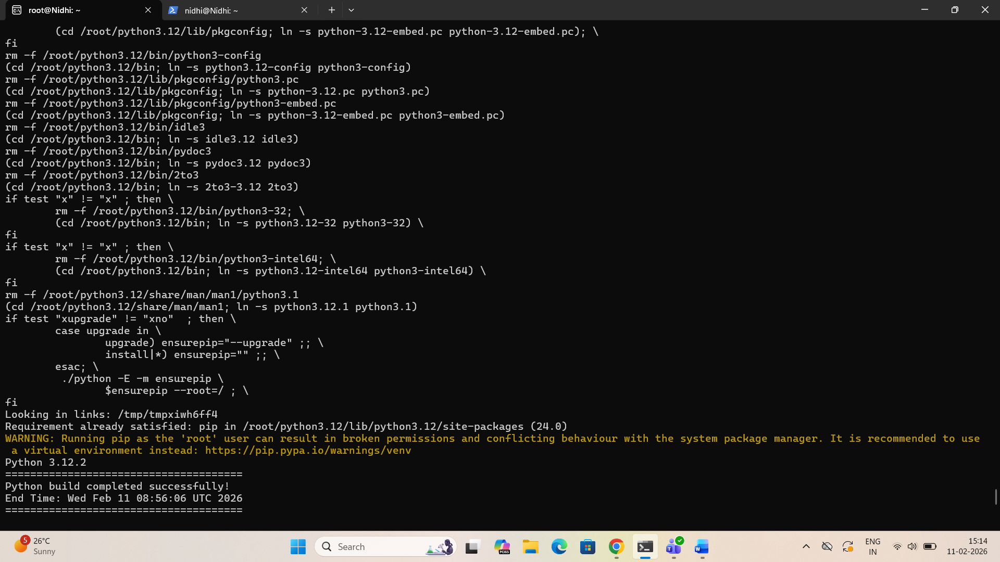 root@Nidhi: ~
nidhi@Nidhi: ~
        (cd /root/python3.12/lib/pkgconfig; ln -s python-3.12-embed.pc python-3.12-embed.pc); \
fi
rm -f /root/python3.12/bin/python3-config
(cd /root/python3.12/bin; ln -s python3.12-config python3-config)
rm -f /root/python3.12/lib/pkgconfig/python3.pc
(cd /root/python3.12/lib/pkgconfig; ln -s python-3.12.pc python3.pc)
rm -f /root/python3.12/lib/pkgconfig/python3-embed.pc
(cd /root/python3.12/lib/pkgconfig; ln -s python-3.12-embed.pc python3-embed.pc)
rm -f /root/python3.12/bin/idle3
(cd /root/python3.12/bin; ln -s idle3.12 idle3)
rm -f /root/python3.12/bin/pydoc3
(cd /root/python3.12/bin; ln -s pydoc3.12 pydoc3)
rm -f /root/python3.12/bin/2to3
(cd /root/python3.12/bin; ln -s 2to3-3.12 2to3)
if test "x" != "x" ; then \
        rm -f /root/python3.12/bin/python3-32; \
        (cd /root/python3.12/bin; ln -s python3.12-32 python3-32) \
fi
if test "x" != "x" ; then \
        rm -f /root/python3.12/bin/python3-intel64; \
        (cd /root/python3.12/bin; ln -s python3.12-intel64 python3-intel64) \
fi
rm -f /root/python3.12/share/man/man1/python3.1
(cd /root/python3.12/share/man/man1; ln -s python3.12.1 python3.1)
if test "xupgrade" != "xno"  ; then \
        case upgrade in \
                upgrade) ensurepip="--upgrade" ;; \
                install|*) ensurepip="" ;; \
        esac; \
         ./python -E -m ensurepip \
                $ensurepip --root=/ ; \
fi
Looking in links: /tmp/tmpxiwh6ff4
Requirement already satisfied: pip in /root/python3.12/lib/python3.12/site-packages (24.0)
WARNING: Running pip as the 'root' user can result in broken permissions and conflicting behaviour with the system package manager. It is recommended to use
 a virtual environment instead: https://pip.pypa.io/warnings/venv
Python 3.12.2
======================================
Python build completed successfully!
End Time: Wed Feb 11 08:56:06 UTC 2026
======================================
5
26°C
Sunny
Search
M365
T
W
ENG
IN
15:14
11-02-2026